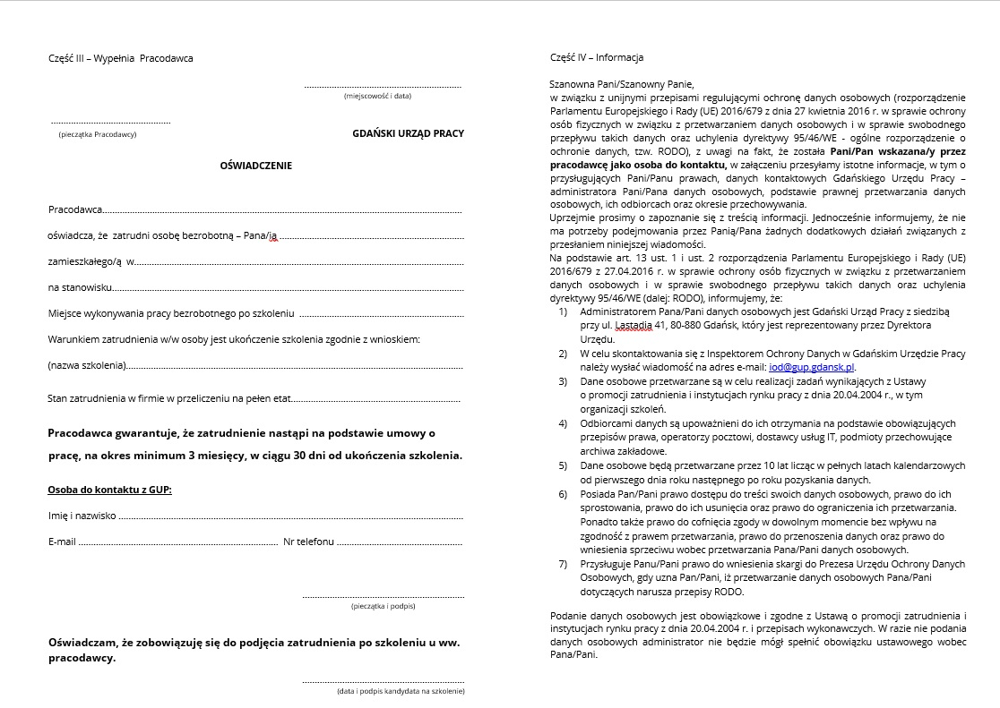 Część III – Wypełnia Pracodawca
................................................................
(miejscowość i data)
................................................
(pieczątka Pracodawcy)
GDAŃSKI URZĄD PRACY
OŚWIADCZENIE
Pracodawca................................................................
oświadcza, że zatrudni osobę bezrobotną – Pana/ią ................................................................
zamieszkałego/ą w................................................................
na stanowisku................................................................
Miejsce wykonywania pracy bezrobotnego po szkoleniu ................................................................
Warunkiem zatrudnienia w/w osoby jest ukończenie szkolenia zgodnie z wnioskiem:
(nazwa szkolenia)................................................................
Stan zatrudnienia w firmie w przeliczeniu na pełen etat................................................................
Pracodawca gwarantuje, że zatrudnienie nastąpi na podstawie umowy o
pracę, na okres minimum 3 miesięcy, w ciągu 30 dni od ukończenia szkolenia.
Osoba do kontaktu z GUP:
Imię i nazwisko ................................................................
E-mail ................................................................ Nr telefonu ................................................
................................................................
(pieczątka i podpis)
Oświadczam, że zobowiązuję się do podjęcia zatrudnienia po szkoleniu u ww.
pracodawcy.
................................................................
(data i podpis kandydata na szkolenie)
Część IV – Informacja
Szanowna Pani/Szanowny Panie,
w związku z unijnymi przepisami regulującymi ochronę danych osobowych (rozporządzenie
Parlamentu Europejskiego i Rady (UE) 2016/679 z dnia 27 kwietnia 2016 r. w sprawie ochrony
osób fizycznych w związku z przetwarzaniem danych osobowych i w sprawie swobodnego
przepływu takich danych oraz uchylenia dyrektywy 95/46/WE - ogólne rozporządzenie o
ochronie danych, tzw. RODO), z uwagi na fakt, że została Pani/Pan wskazana/y przez
pracodawcę jako osoba do kontaktu, w załączeniu przesyłamy istotne informacje, w tym o
przysługujących Pani/Panu prawach, danych kontaktowych Gdańskiego Urzędu Pracy –
administratora Pani/Pana danych osobowych, podstawie prawnej przetwarzania danych
osobowych, ich odbiorcach oraz okresie przechowywania.
Uprzejmie prosimy o zapoznanie się z treścią informacji. Jednocześnie informujemy, że nie
ma potrzeby podejmowania przez Panią/Pana żadnych dodatkowych działań związanych z
przesłaniem niniejszej wiadomości.
Na podstawie art. 13 ust. 1 i ust. 2 rozporządzenia Parlamentu Europejskiego i Rady (UE)
2016/679 z 27.04.2016 r. w sprawie ochrony osób fizycznych w związku z przetwarzaniem
danych osobowych i w sprawie swobodnego przepływu takich danych oraz uchylenia
dyrektywy 95/46/WE (dalej: RODO), informujemy, że:
1) Administratorem Pana/Pani danych osobowych jest Gdański Urząd Pracy z siedzibą
przy ul. Lastadia 41, 80-880 Gdańsk, który jest reprezentowany przez Dyrektora
Urzędu.
2) W celu skontaktowania się z Inspektorem Ochrony Danych w Gdańskim Urzędzie Pracy
należy wysłać wiadomość na adres e-mail: iod@gup.gdansk.pl.
3) Dane osobowe przetwarzane są w celu realizacji zadań wynikających z Ustawy
o promocji zatrudnienia i instytucjach rynku pracy z dnia 20.04.2004 r., w tym
organizacji szkoleń.
4) Odbiorcami danych są upoważnieni do ich otrzymania na podstawie obowiązujących
przepisów prawa, operatorzy pocztowi, dostawcy usług IT, podmioty przechowujące
archiwa zakładowe.
5) Dane osobowe będą przetwarzane przez 10 lat licząc w pełnych latach kalendarzowych
od pierwszego dnia roku następnego po roku pozyskania danych.
6) Posiada Pan/Pani prawo dostępu do treści swoich danych osobowych, prawo do ich
sprostowania, prawo do ich usunięcia oraz prawo do ograniczenia ich przetwarzania.
Ponadto także prawo do cofnięcia zgody w dowolnym momencie bez wpływu na
zgodność z prawem przetwarzania, prawo do przenoszenia danych oraz prawo do
wniesienia sprzeciwu wobec przetwarzania Pana/Pani danych osobowych.
7) Przysługuje Panu/Pani prawo do wniesienia skargi do Prezesa Urzędu Ochrony Danych
Osobowych, gdy uzna Pan/Pani, iż przetwarzanie danych osobowych Pana/Pani
dotyczących narusza przepisy RODO.
Podanie danych osobowych jest obowiązkowe i zgodne z Ustawą o promocji zatrudnienia i
instytucjach rynku pracy z dnia 20.04.2004 r. i przepisach wykonawczych. W razie nie podania
danych osobowych administrator nie będzie mógł spełnić obowiązku ustawowego wobec
Pana/Pani.